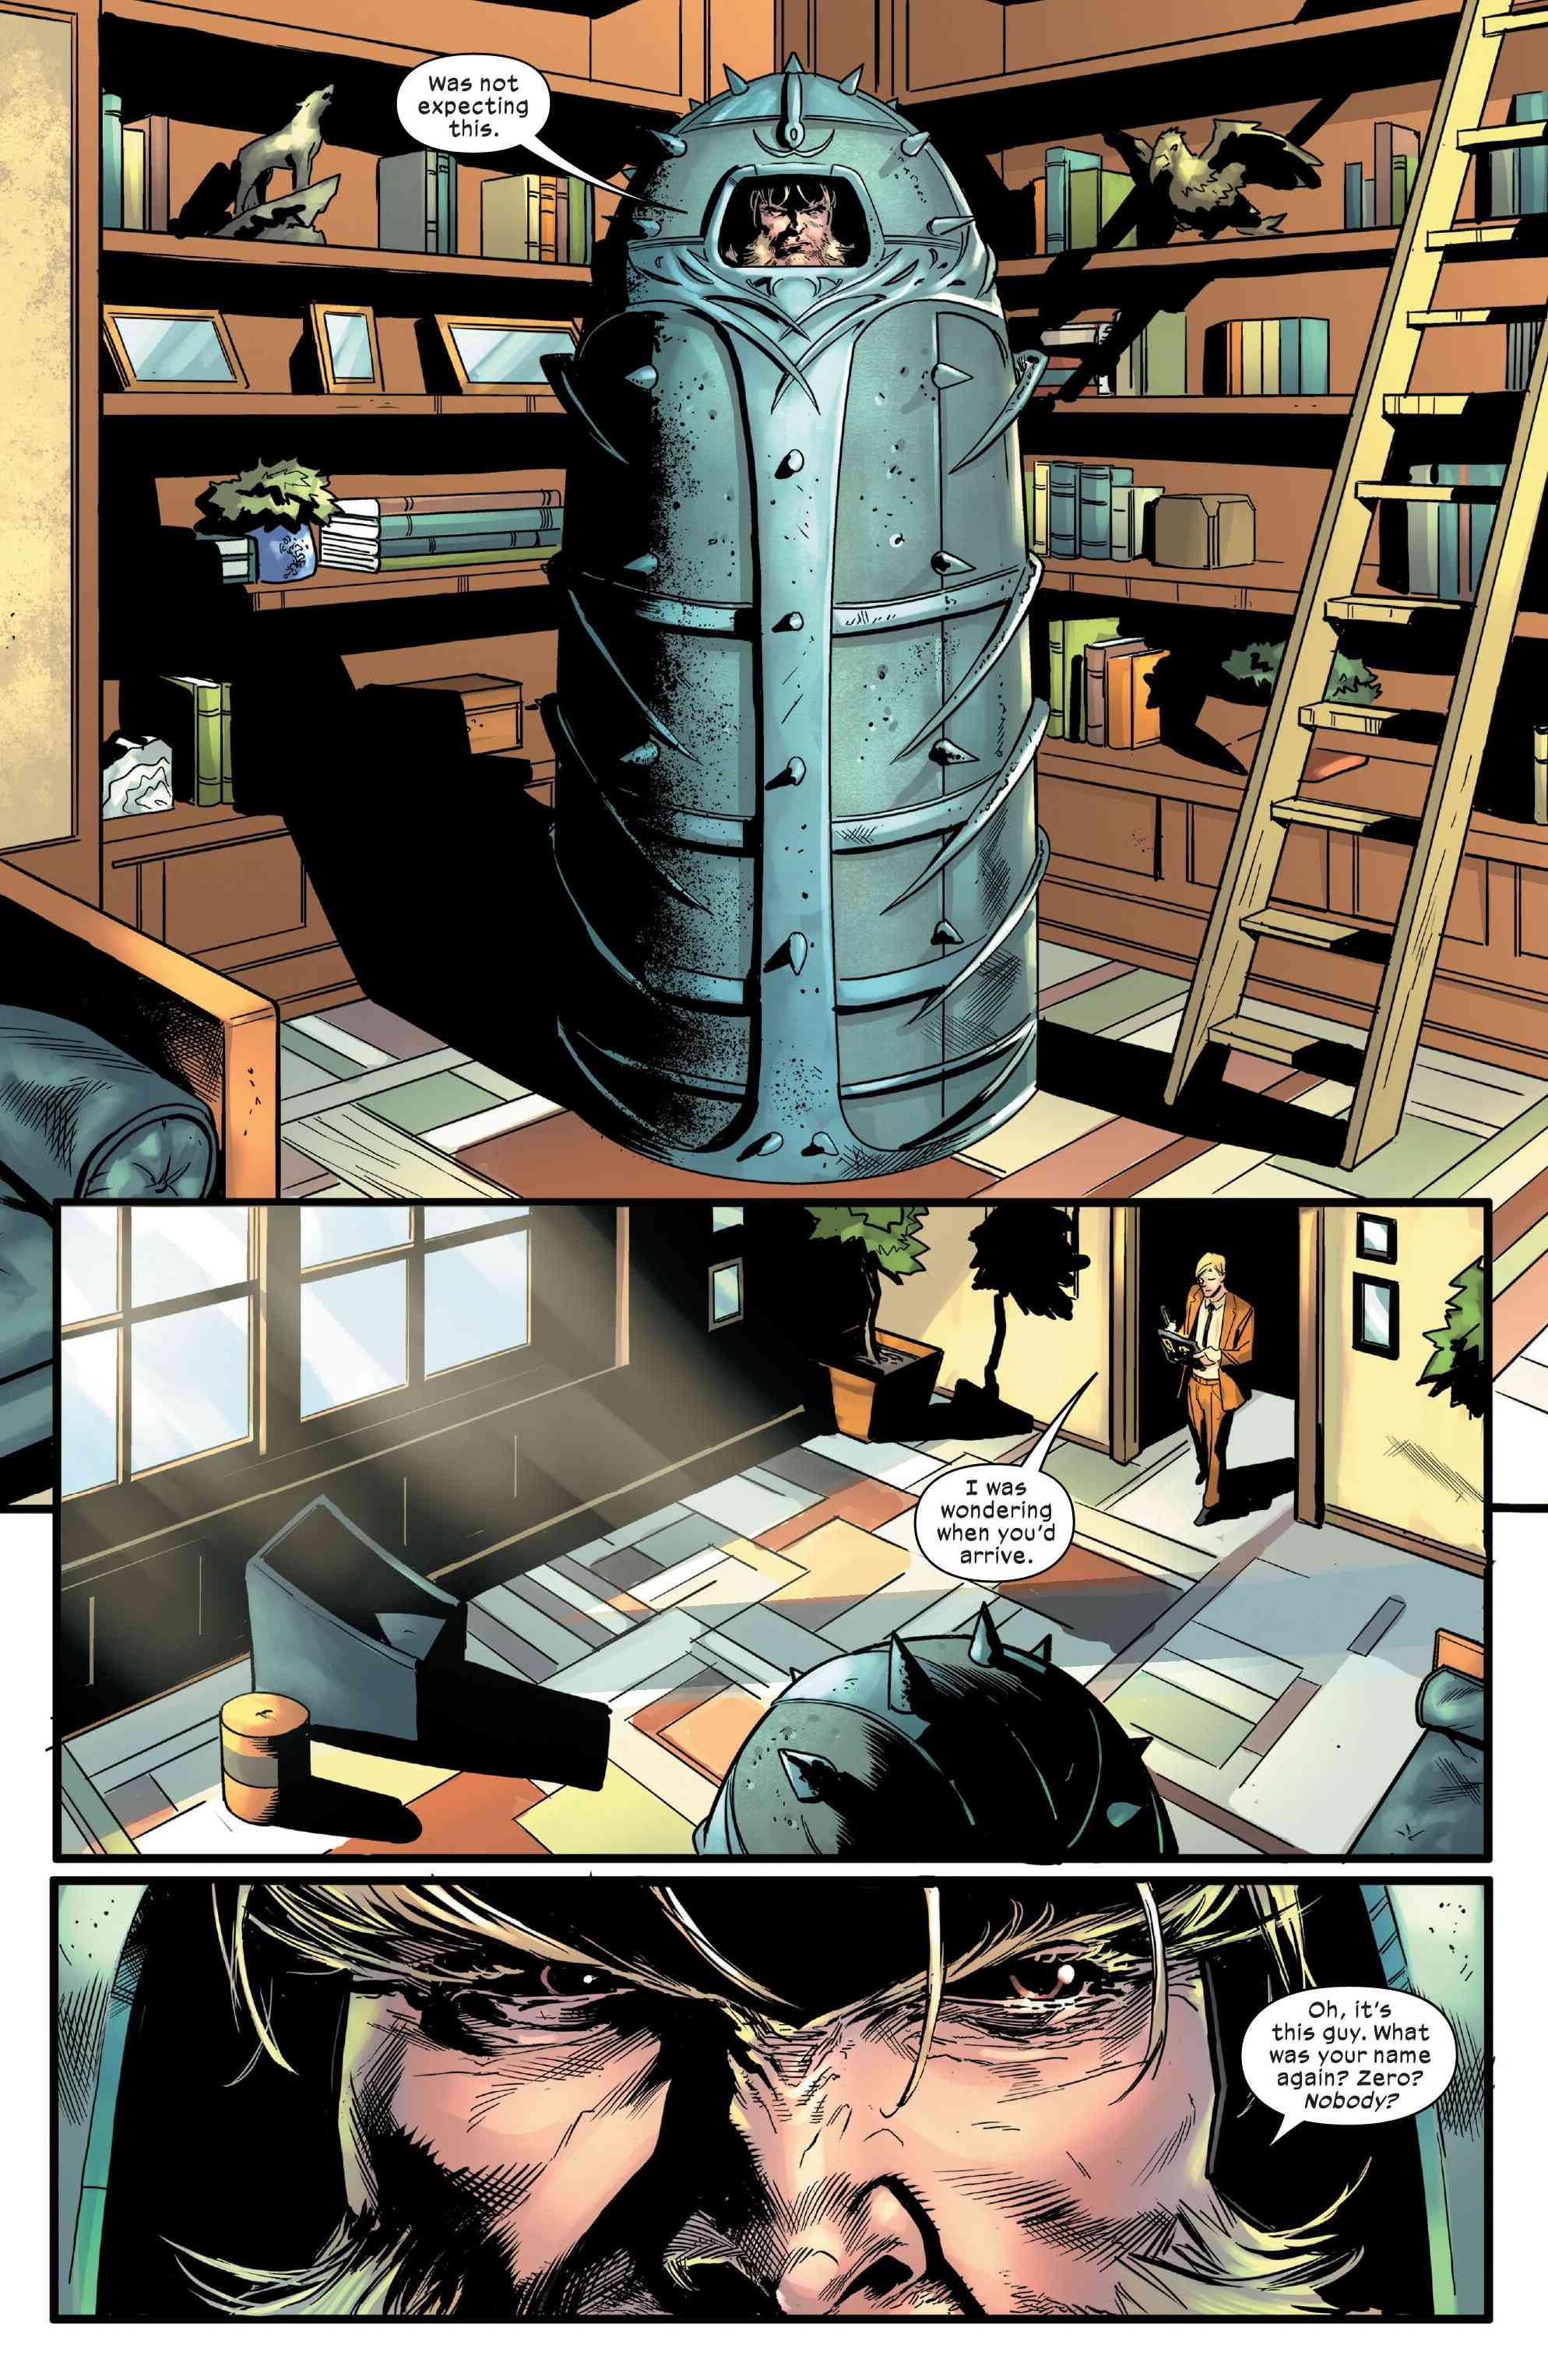 Was not
expecting
this.
I was
wondering
when you'd
arrive.
Oh, it's
this guy. What
was your name
again? Zero?
Nobody?